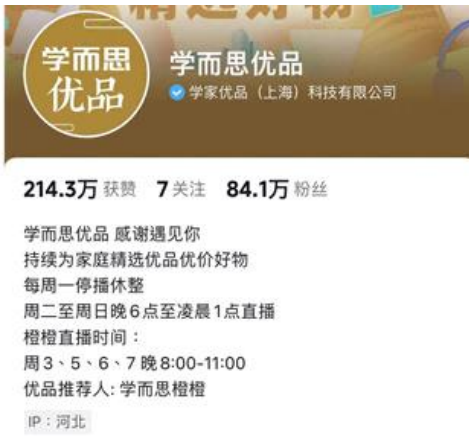 精选好物
学而思
优品
学而思优品
学家优品（上海）科技有限公司
214.3万 获赞 7 关注 84.1万 粉丝
学而思优品 感谢遇见你
持续为家庭精选优品优价好物
每周一停播休整
周二至周日晚6点至凌晨1点直播
橙橙直播时间：
周3、5、6、7 晚8:00-11:00
优品推荐人: 学而思橙橙
IP：河北